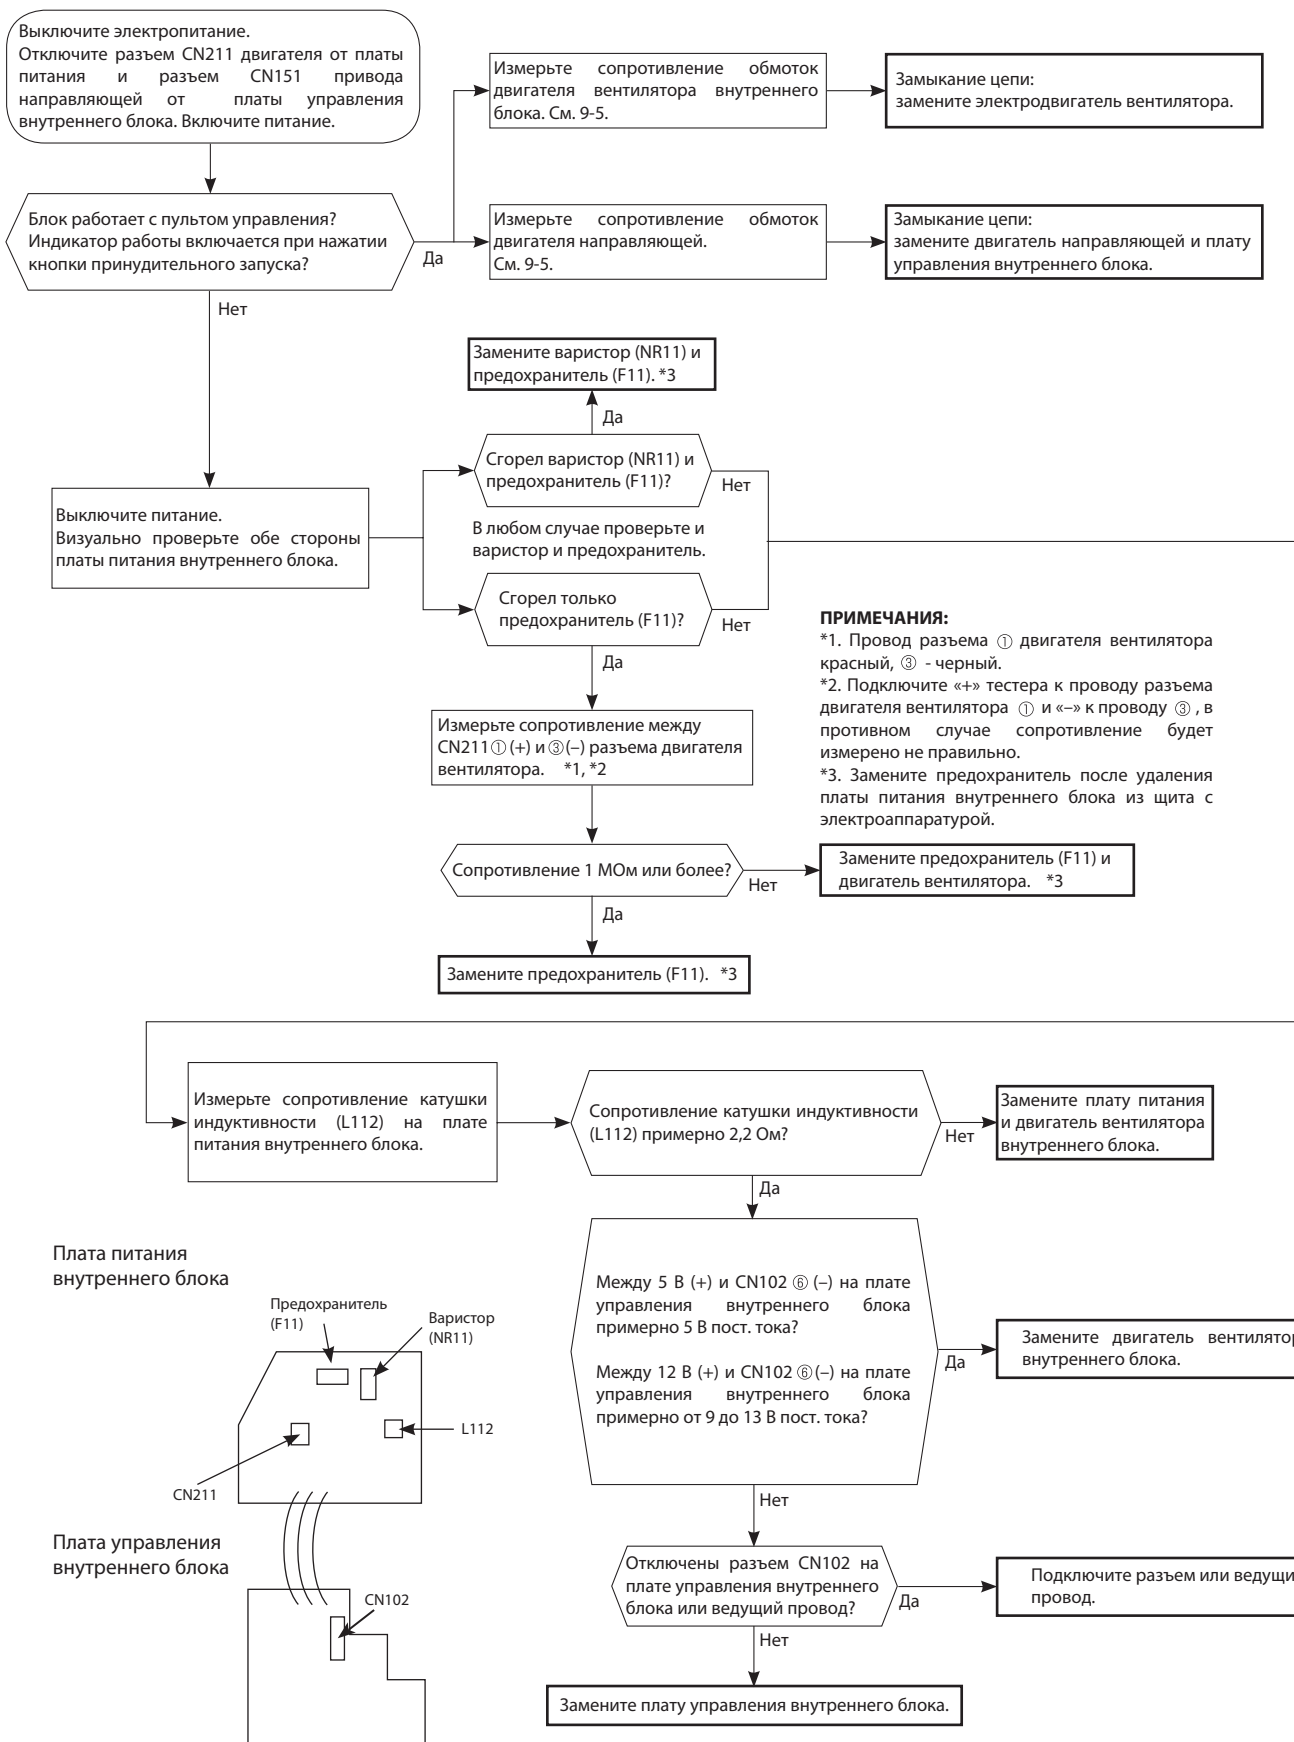 Выключите электропитание.
Отключите разъем CN211 двигателя от платы
питания и разъем CN151 привода
направляющей от платы управления
внутреннего блока. Включите питание.
Измерьте сопротивление обмоток
двигателя вентилятора внутреннего
блока. См. 9-5.
Замыкание цепи:
замените электродвигатель вентилятора.
Блок работает с пультом управления?
Индикатор работы включается при нажатии
кнопки принудительного запуска?
Да
Измерьте сопротивление обмоток
двигателя направляющей.
См. 9-5.
Замыкание цепи:
замените двигатель направляющей и плату
управления внутреннего блока.
Нет
Замените варистор (NR11) и
предохранитель (F11). *3
Да
Сгорел варистор (NR11) и
предохранитель (F11)?
Нет
Выключите питание.
Визуально проверьте обе стороны
платы питания внутреннего блока.
В любом случае проверьте и
варистор и предохранитель.
Сгорел только
предохранитель (F11)?
Нет
Да
ПРИМЕЧАНИЯ:
*1. Провод разъема ① двигателя вентилятора
красный, ③ - черный.
*2. Подключите «+» тестера к проводу разъема
двигателя вентилятора ① и «–» к проводу ③ , в
противном случае сопротивление будет
измерено не правильно.
*3. Замените предохранитель после удаления
платы питания внутреннего блока из щита с
электроаппаратурой.
Измерьте сопротивление между
CN211 ① (+) и ③ (–) разъема двигателя
вентилятора. *1, *2
Сопротивление 1 МОм или более?
Нет
Замените предохранитель (F11) и
двигатель вентилятора. *3
Да
Замените предохранитель (F11). *3
Измерьте сопротивление катушки
индуктивности (L112) на плате
питания внутреннего блока.
Сопротивление катушки индуктивности
(L112) примерно 2,2 Ом?
Нет
Замените плату питания
и двигатель вентилятора
внутреннего блока.
Да
Между 5 В (+) и CN102 ⑥ (–) на плате
управления внутреннего блока
примерно 5 В пост. тока?
Между 12 В (+) и CN102 ⑥ (–) на плате
управления внутреннего блока
примерно от 9 до 13 В пост. тока?
Да
Замените двигатель вентилятор
внутреннего блока.
Нет
Отключены разъем CN102 на
плате управления внутреннего
блока или ведущий провод?
Да
Подключите разъем или ведущи
провод.
Нет
Замените плату управления внутреннего блока.
Плата питания
внутреннего блока
Предохранитель
(F11)
Варистор
(NR11)
L112
CN211
Плата управления
внутреннего блока
CN102